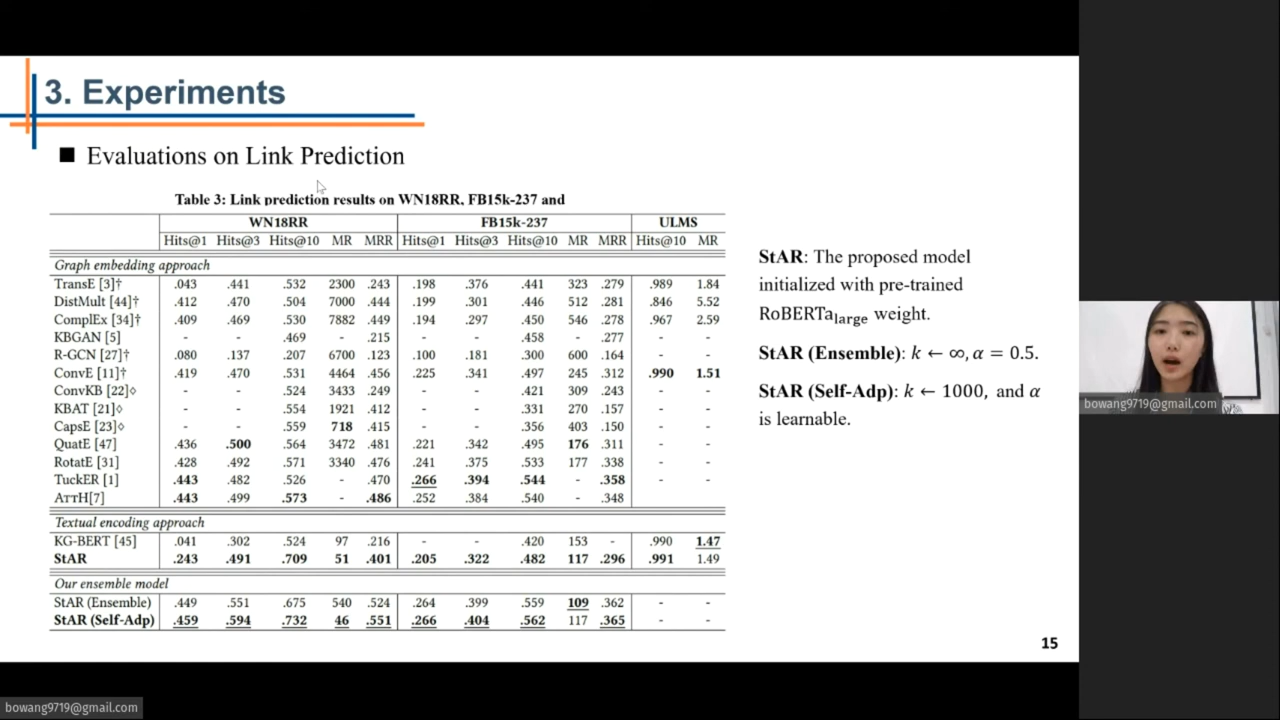 3. Experiments
■ Evaluations on Link Prediction
Table 3: Link prediction results on WN18RR, FB15k-237 and
WN18RR FB15k-237 ULMS
Hits@1 Hits@3 Hits@10 MR MRR Hits@1 Hits@3 Hits@10 MR MRR Hits@10 MR
Graph embedding approach
TransE [3]† .043 .441 .532 2300 .243 .198 .376 .441 323 .279 .989 1.84
DistMult [44]† .412 .470 .504 7000 .444 .199 .301 .446 512 .281 .846 5.52
ComplEx [34]† .409 .469 .530 7882 .449 .194 .297 .450 546 .278 .967 2.59
KBGAN [5] - - .469 - .215 - - .458 - .277 - -
R-GCN [27]† .080 .137 .207 6700 .123 .100 .181 .300 600 .164 - -
ConvE [11]† .419 .470 .531 4464 .456 .225 .341 .497 245 .312 .990 1.51
ConvKB [22]◇ - - .524 3433 .249 - - .421 309 .243 - -
KBAT [21]◇ - - .554 1921 .412 - - .331 270 .157 - -
CapsE [23]◇ - - .559 718 .415 - - .356 403 .150 - -
QuatE [47] .436 .500 .564 3472 .481 .221 .342 .495 176 .311 - -
RotatE [31] .428 .492 .571 3340 .476 .241 .375 .533 177 .338 - -
TuckER [1] .443 .482 .526 - .470 .266 .394 .544 - .358 - -
ATTH[7] .443 .499 .573 - .486 .252 .384 .540 - .348
Textual encoding approach
KG-BERT [45] .041 .302 .524 97 .216 - - .420 153 - .990 1.47
StAR .243 .491 .709 51 .401 .205 .322 .482 117 .296 .991 1.49
Our ensemble model
StAR (Ensemble) .449 .551 .675 540 .524 .264 .399 .559 109 .362 - -
StAR (Self-Adp) .459 .594 .732 46 .551 .266 .404 .562 117 .365 - -
StAR: The proposed model
initialized with pre-trained
RoBERTa_large weight.
StAR (Ensemble): k ← ∞, α = 0.5.
StAR (Self-Adp): k ← 1000, and α
is learnable.
15
bowang9719@gmail.com
bowang9719@gmail.com